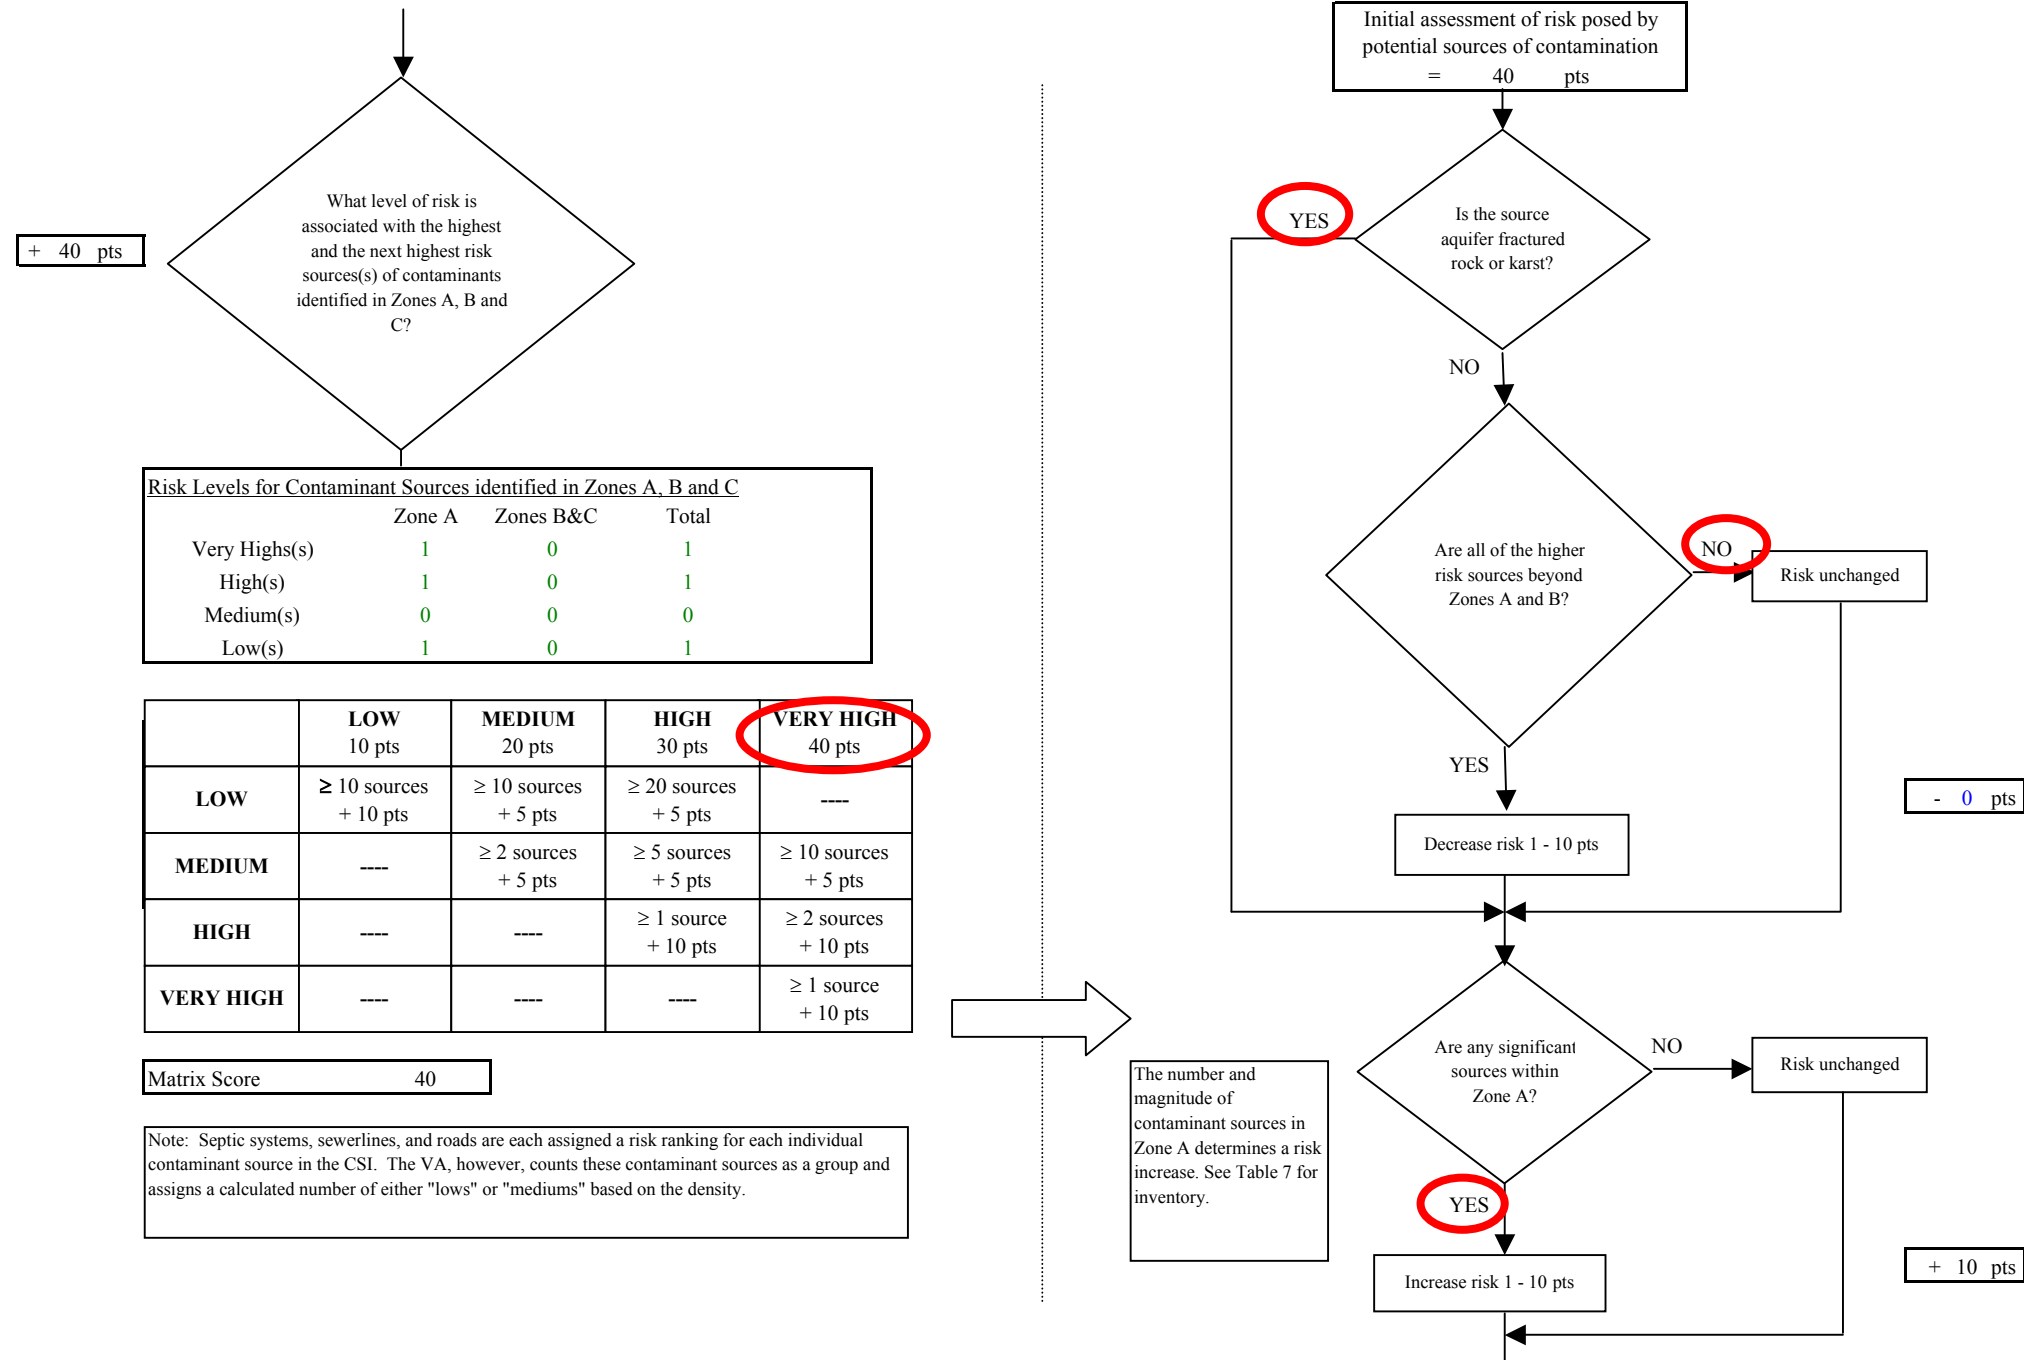 What level of risk is
associated with the highest
and the next highest risk
sources(s) of contaminants
identified in Zones A, B and
C?
+ 40 pts
Risk Levels for Contaminant Sources identified in Zones A, B and C
Zone A Zones B&C Total
Very Highs(s) 1 0 1
High(s) 1 0 1
Medium(s) 0 0 0
Low(s) 1 0 1
LOW MEDIUM HIGH VERY HIGH
10 pts 20 pts 30 pts 40 pts
LOW ≥ 10 sources ≥ 10 sources ≥ 20 sources ----
+ 10 pts + 5 pts + 5 pts
MEDIUM ---- ≥ 2 sources ≥ 5 sources ≥ 10 sources
+ 5 pts + 5 pts + 5 pts
HIGH ---- ---- ≥ 1 source ≥ 2 sources
+ 10 pts + 10 pts
VERY HIGH ---- ---- ---- ≥ 1 source
+ 10 pts
Matrix Score 40
Note: Septic systems, sewerlines, and roads are each assigned a risk ranking for each individual
contaminant source in the CSI. The VA, however, counts these contaminant sources as a group and
assigns a calculated number of either "lows" or "mediums" based on the density.
Initial assessment of risk posed by
potential sources of contamination
= 40 pts
YES
Is the source
aquifer fractured
rock or karst?
NO
Are all of the higher
risk sources beyond
Zones A and B?
NO
Risk unchanged
YES
- 0 pts
Decrease risk 1 - 10 pts
Are any significant
sources within
Zone A?
NO
Risk unchanged
The number and
magnitude of
contaminant sources in
Zone A determines a risk
increase. See Table 7 for
inventory.
YES
Increase risk 1 - 10 pts
+ 10 pts